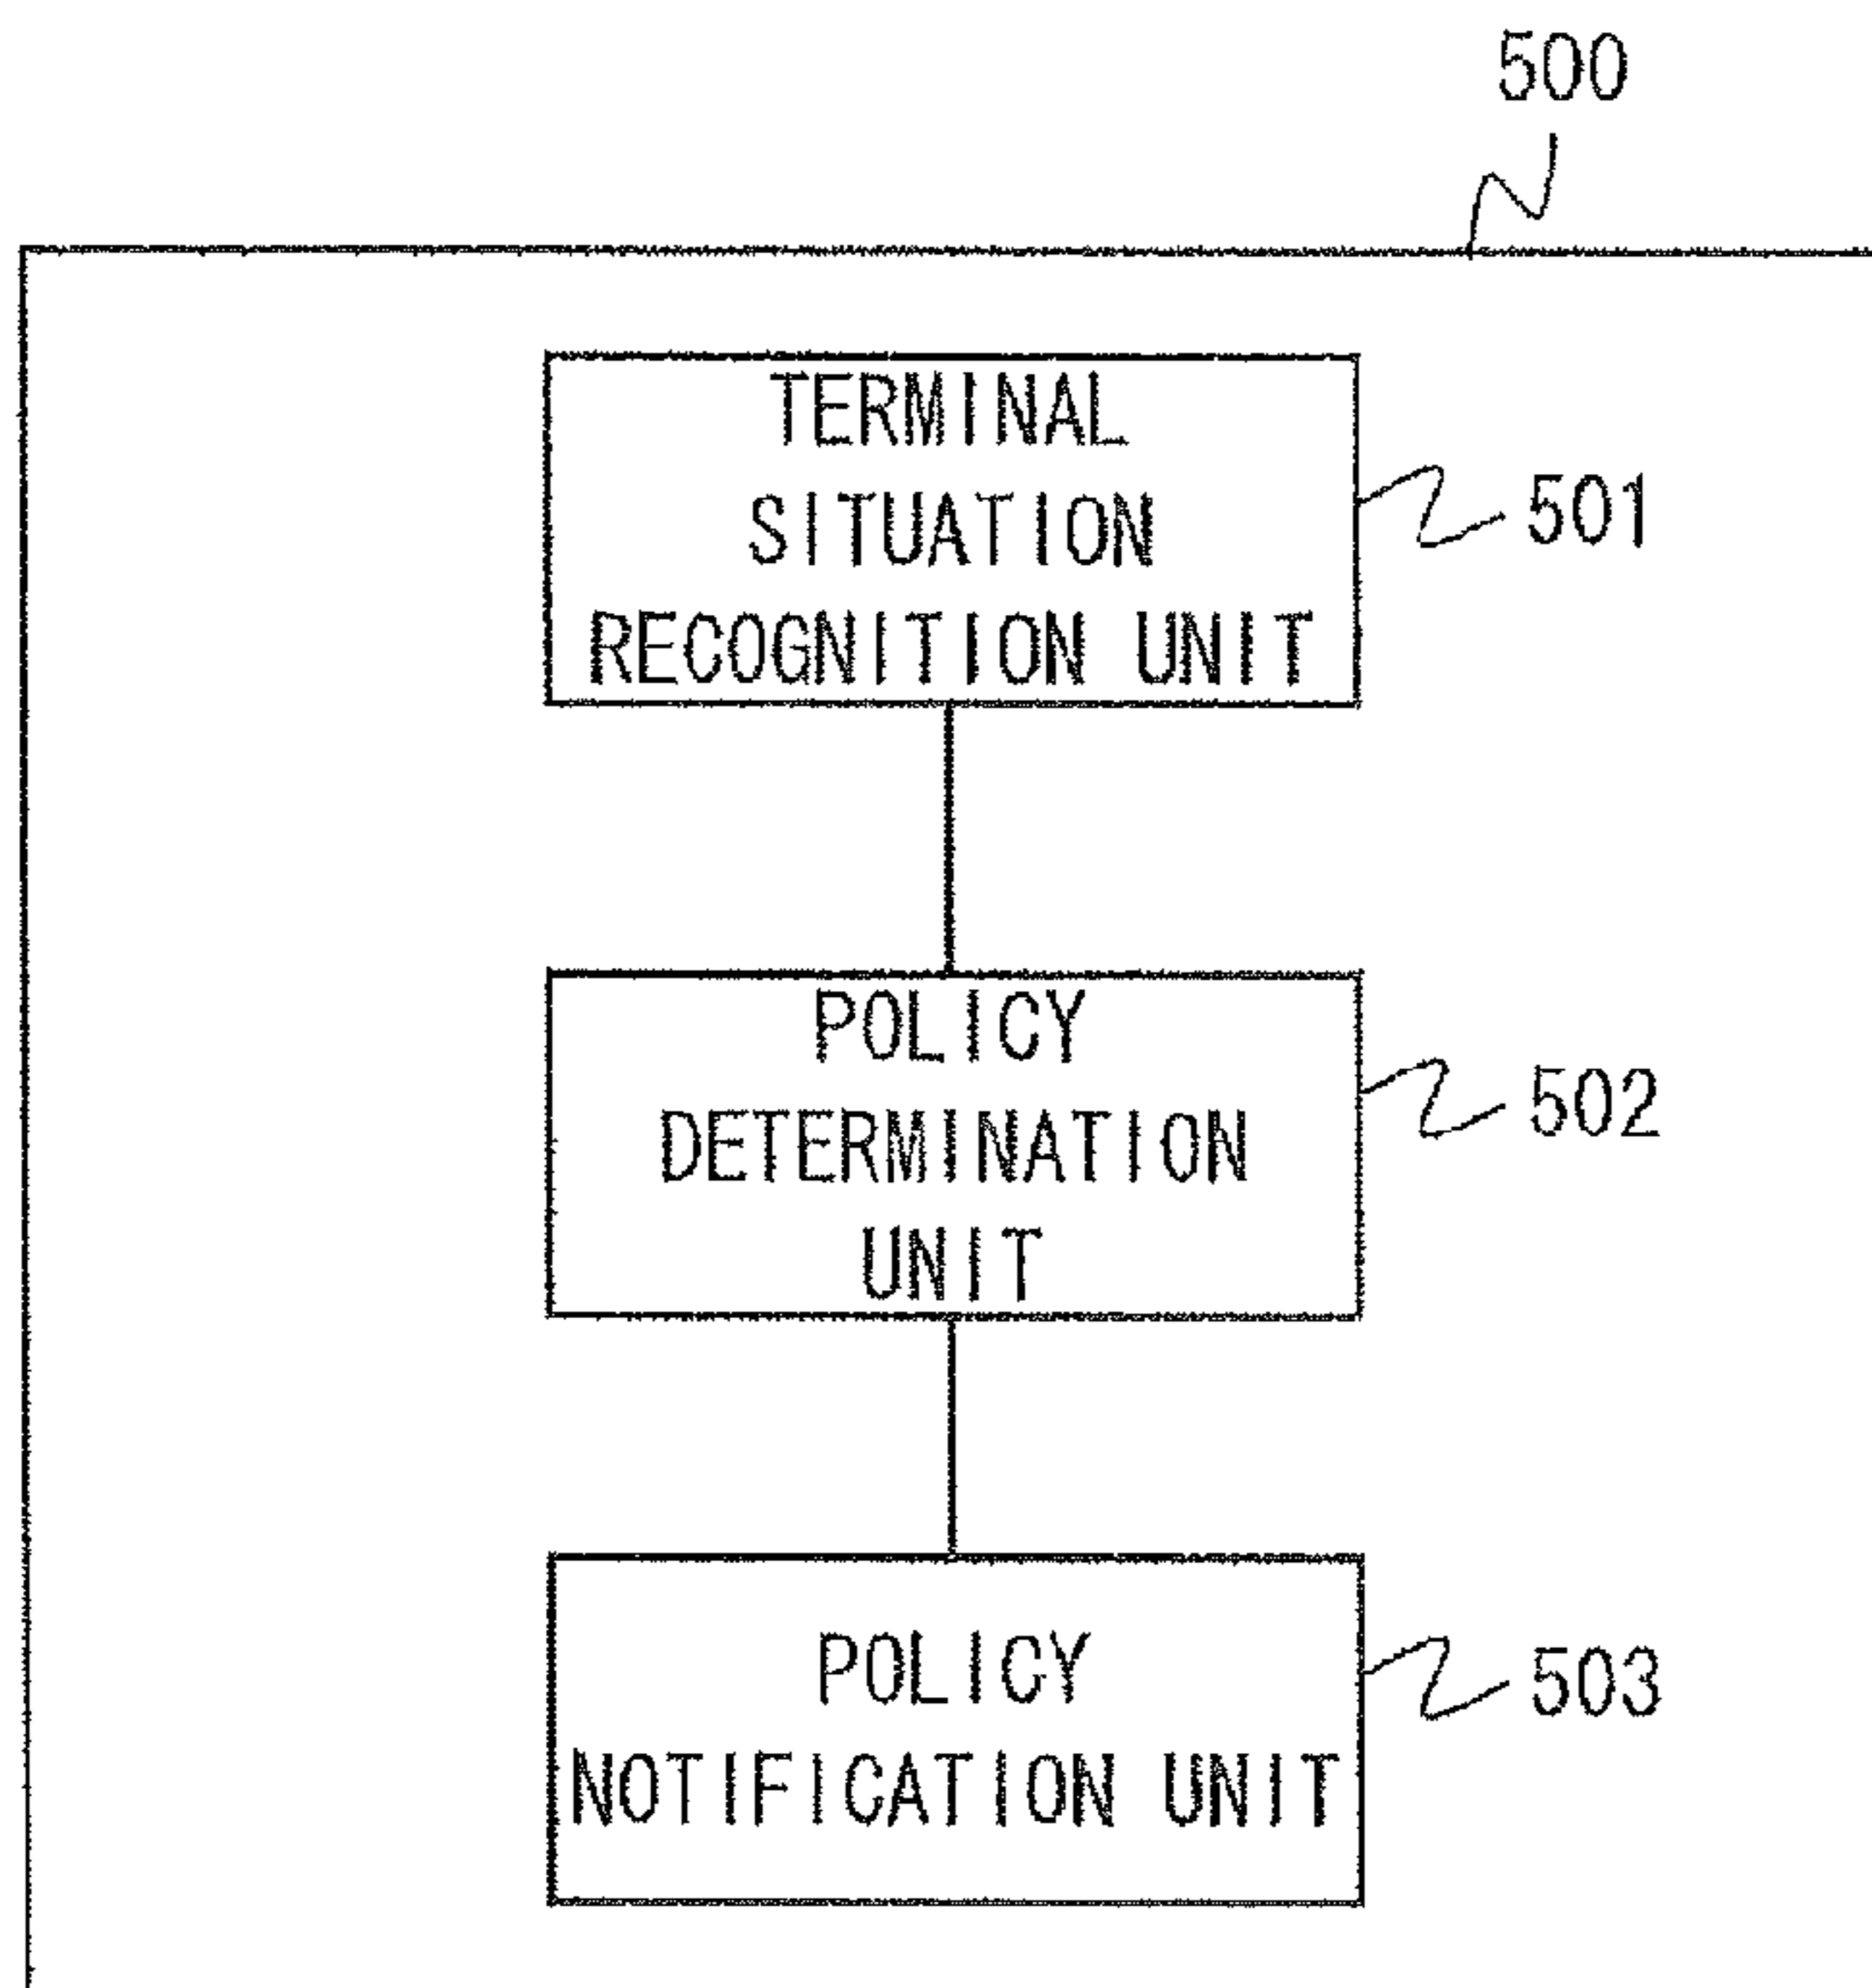 500
TERMINAL
SITUATION
RECOGNITION UNIT
501
POLICY
DETERMINATION
UNIT
502
POLICY
NOTIFICATION UNIT
503